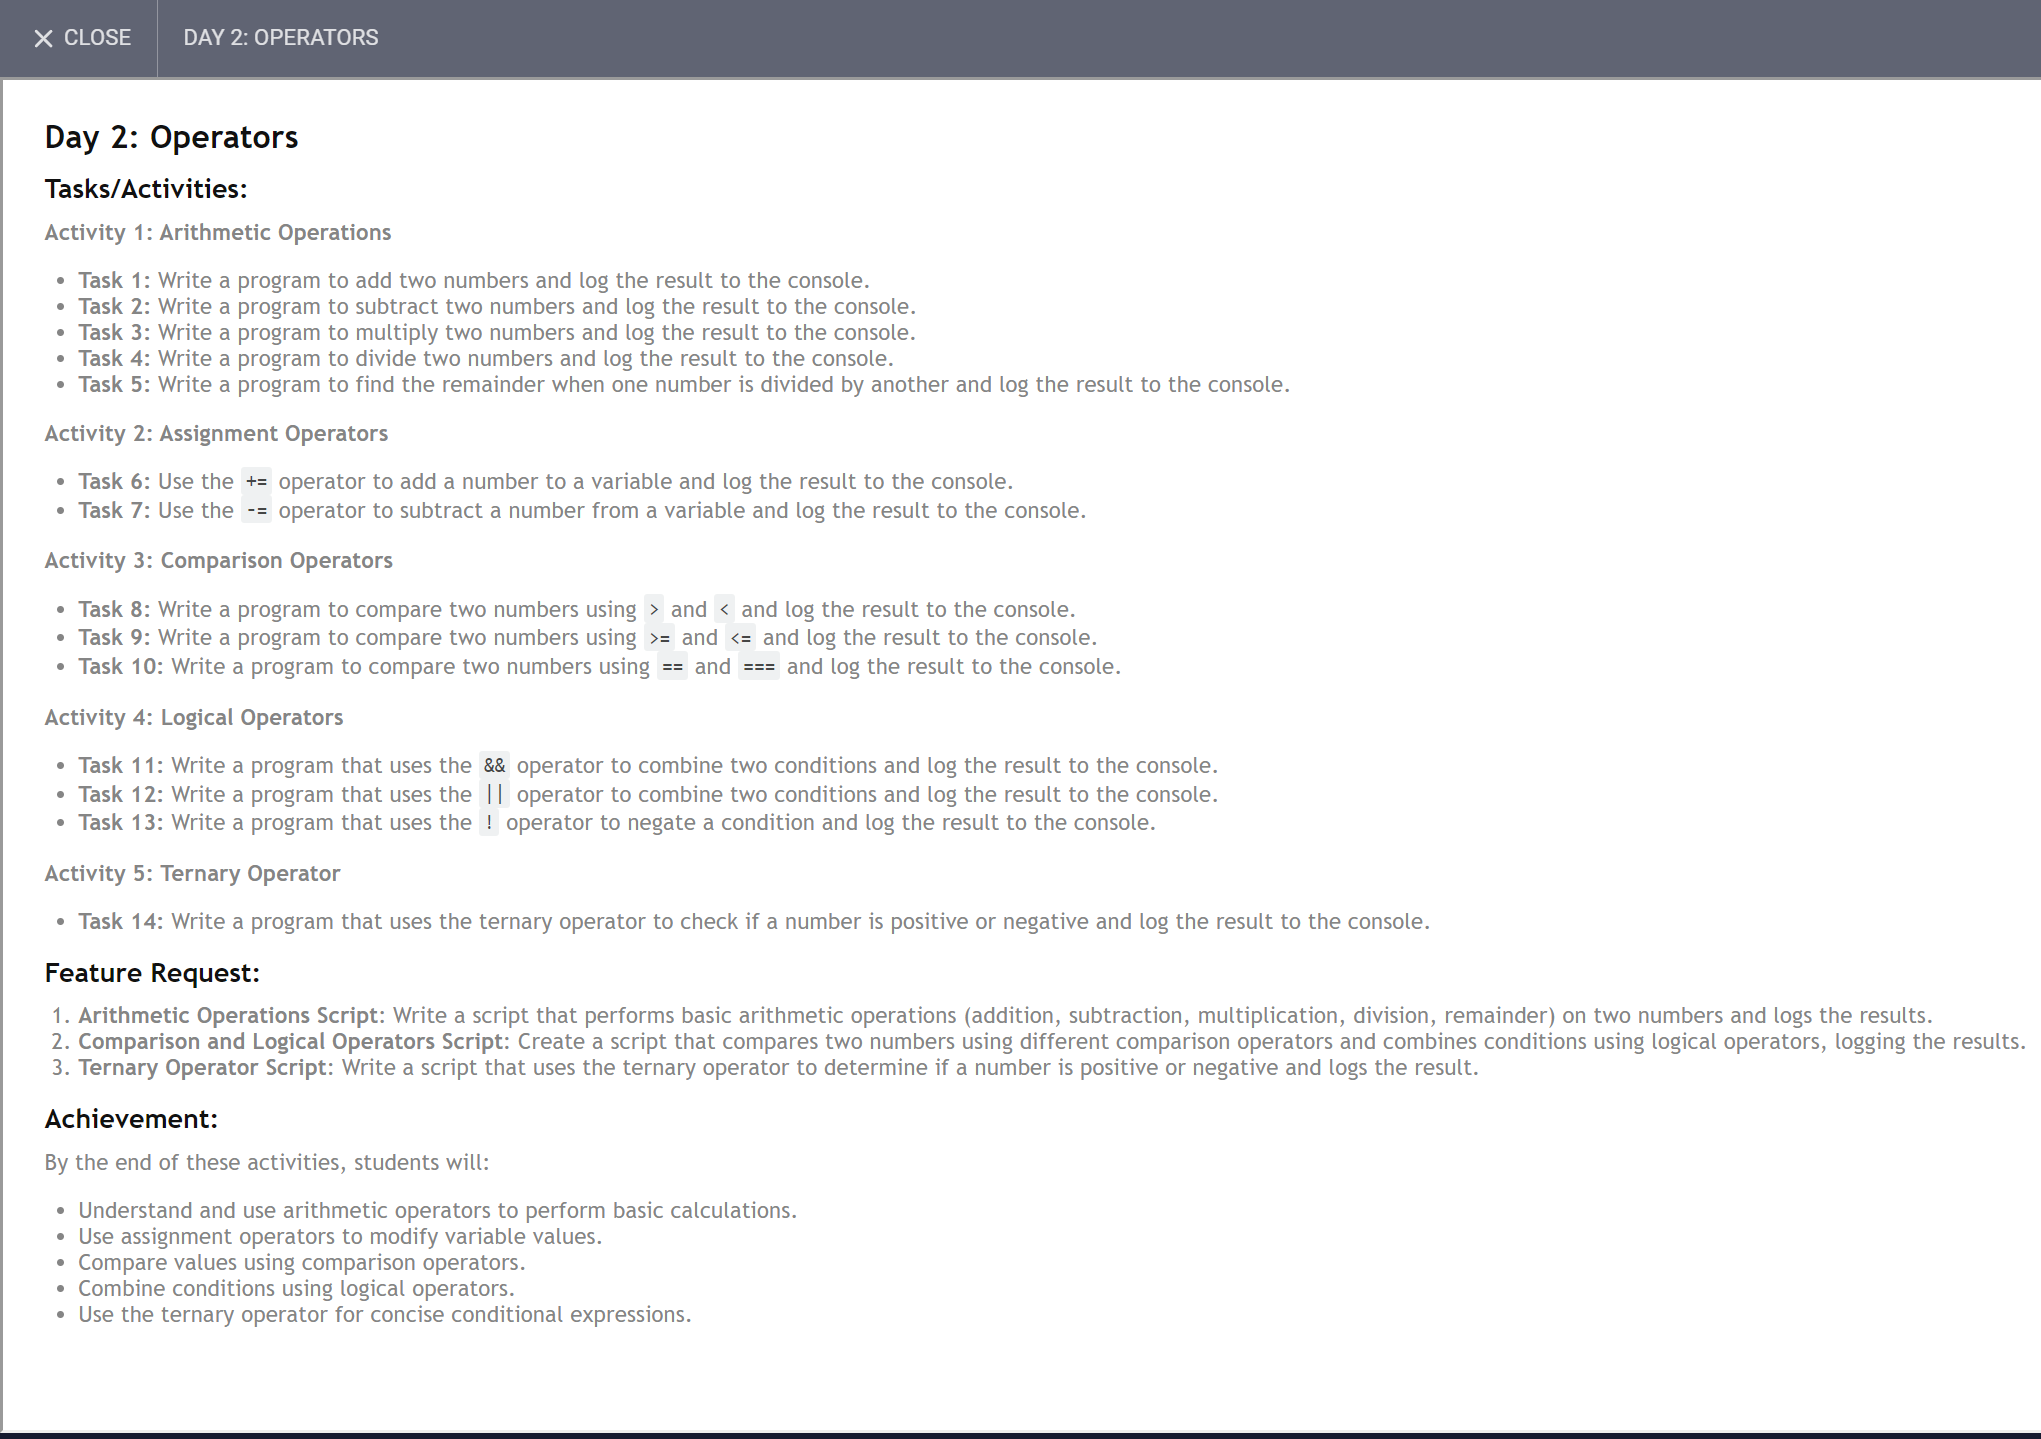 CLOSE
DAY 2: OPERATORS
Day 2: Operators
Tasks/Activities:
Activity 1: Arithmetic Operations
• Task 1: Write a program to add two numbers and log the result to the console.
• Task 2: Write a program to subtract two numbers and log the result to the console.
• Task 3: Write a program to multiply two numbers and log the result to the console.
• Task 4: Write a program to divide two numbers and log the result to the console.
• Task 5: Write a program to find the remainder when one number is divided by another and log the result to the console.
Activity 2: Assignment Operators
• Task 6: Use the += operator to add a number to a variable and log the result to the console.
• Task 7: Use the -= operator to subtract a number from a variable and log the result to the console.
Activity 3: Comparison Operators
• Task 8: Write a program to compare two numbers using > and < and log the result to the console.
• Task 9: Write a program to compare two numbers using >= and <= and log the result to the console.
• Task 10: Write a program to compare two numbers using == and === and log the result to the console.
Activity 4: Logical Operators
• Task 11: Write a program that uses the && operator to combine two conditions and log the result to the console.
• Task 12: Write a program that uses the || operator to combine two conditions and log the result to the console.
• Task 13: Write a program that uses the ! operator to negate a condition and log the result to the console.
Activity 5: Ternary Operator
• Task 14: Write a program that uses the ternary operator to check if a number is positive or negative and log the result to the console.
Feature Request:
1. Arithmetic Operations Script: Write a script that performs basic arithmetic operations (addition, subtraction, multiplication, division, remainder) on two numbers and logs the results.
2. Comparison and Logical Operators Script: Create a script that compares two numbers using different comparison operators and combines conditions using logical operators, logging the results.
3. Ternary Operator Script: Write a script that uses the ternary operator to determine if a number is positive or negative and logs the result.
Achievement:
By the end of these activities, students will:
• Understand and use arithmetic operators to perform basic calculations.
• Use assignment operators to modify variable values.
• Compare values using comparison operators.
• Combine conditions using logical operators.
• Use the ternary operator for concise conditional expressions.